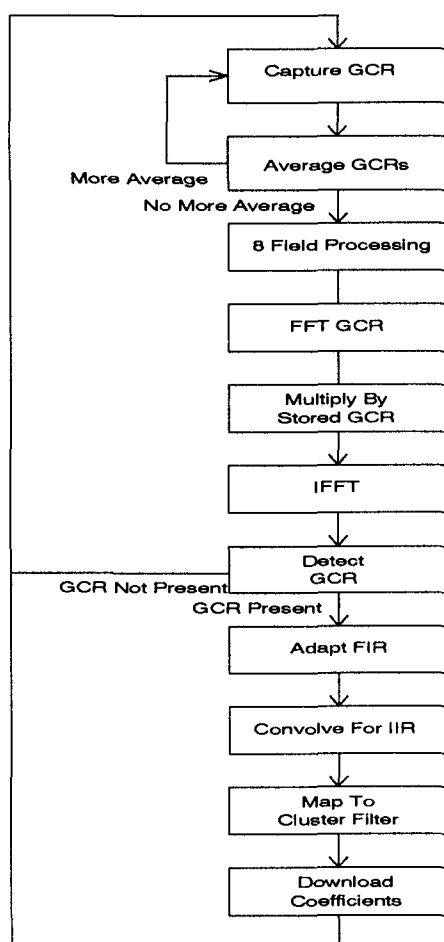 Capture GCR
Average GCRs
More Average
No More Average
8 Field Processing
FFT GCR
Multiply By
Stored GCR
IFFT
Detect
GCR
GCR Not Present
GCR Present
Adapt FIR
Convolve For IIR
Map To
Cluster Filter
Download
Coefficients